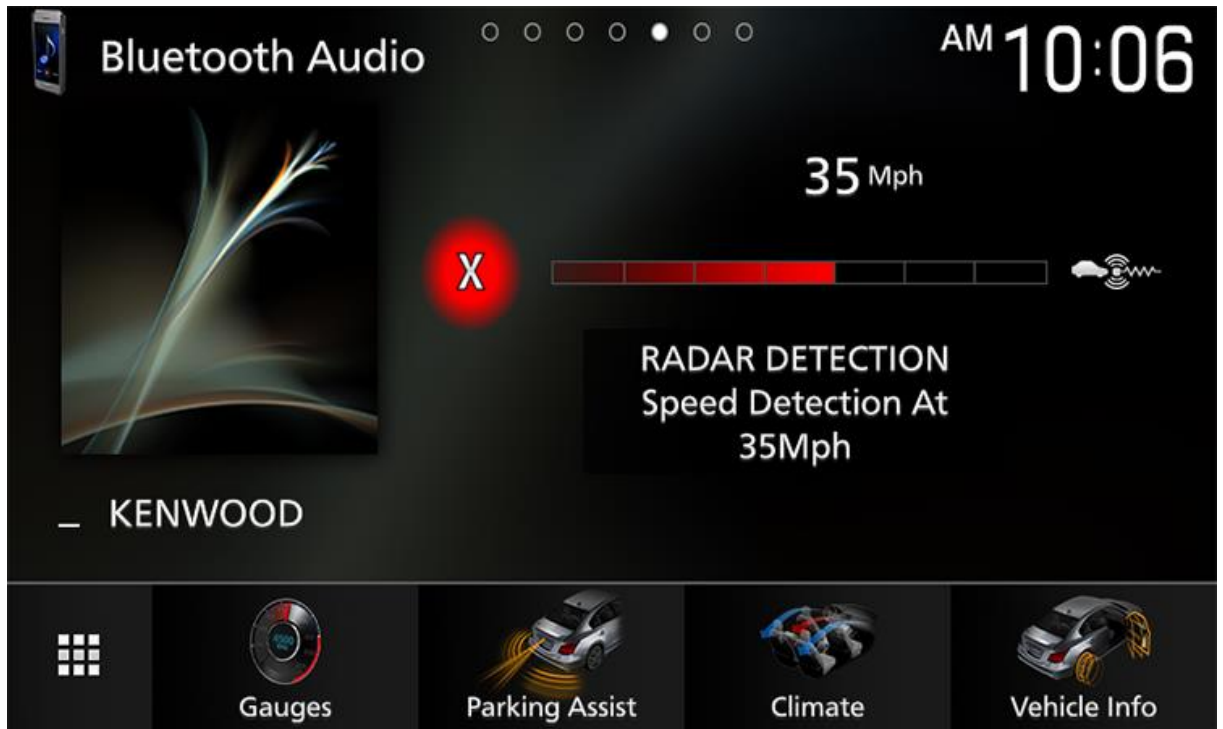 Bluetooth Audio
AM 10:06
35 Mph
X
RADAR DETECTION
Speed Detection At
35Mph
_ KENWOOD
Gauges
Parking Assist
Climate
Vehicle Info